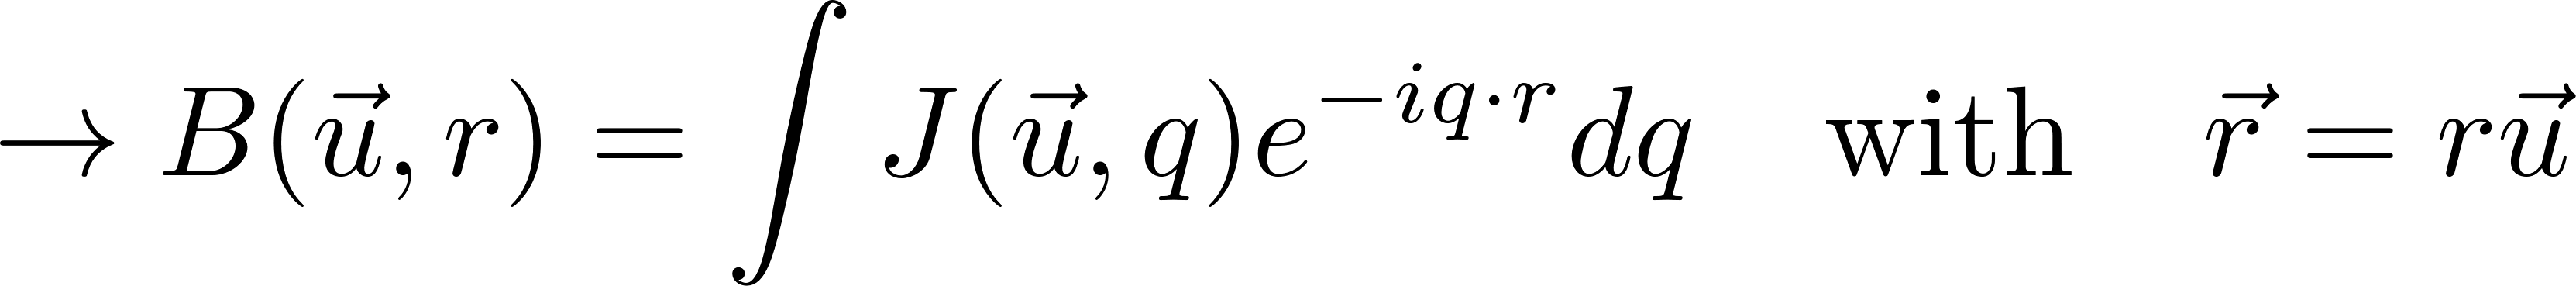 → B(u⃗, r) = ∫ J(u⃗, q)e^{−iq·r}dq with r⃗ = ru⃗